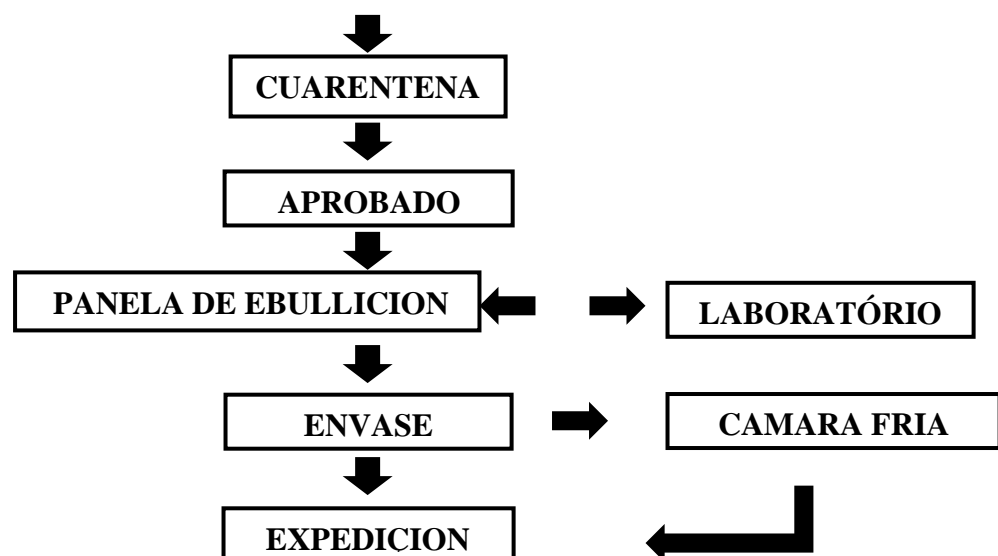 CUARENTENA
APROBADO
PANELA DE EBULLICION
LABORATÓRIO
ENVASE
CAMARA FRIA
EXPEDICION